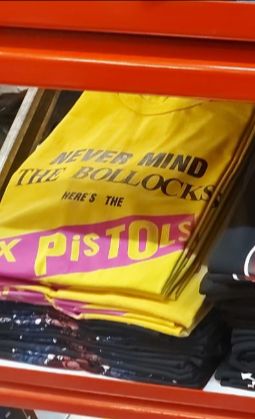 NEVER MIND
THE BOLLOCKS
HERE'S THE
X PiSTOLS